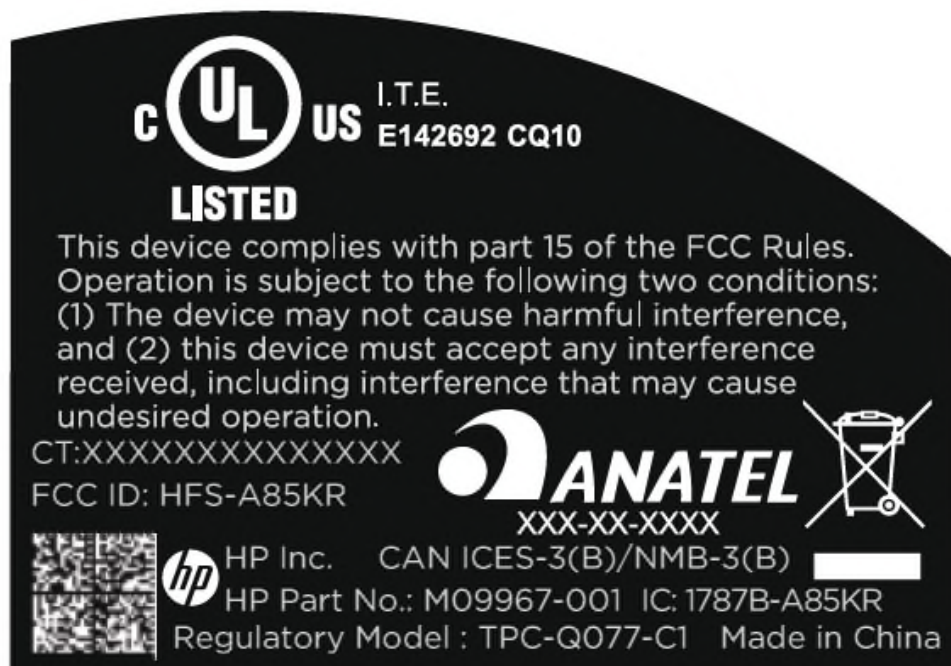 C UL US
LISTED
I.T.E.
E142692 CQ10
This device complies with part 15 of the FCC Rules.
Operation is subject to the following two conditions:
(1) The device may not cause harmful interference,
and (2) this device must accept any interference
received, including interference that may cause
undesired operation.
CT:XXXXXXXXXXXXXXX
FCC ID: HFS-A85KR
ANATEL
XXX-XX-XXXX
hp HP Inc. CAN ICES-3(B)/NMB-3(B)
HP Part No.: M09967-001 IC: 1787B-A85KR
Regulatory Model : TPC-Q077-C1 Made in China